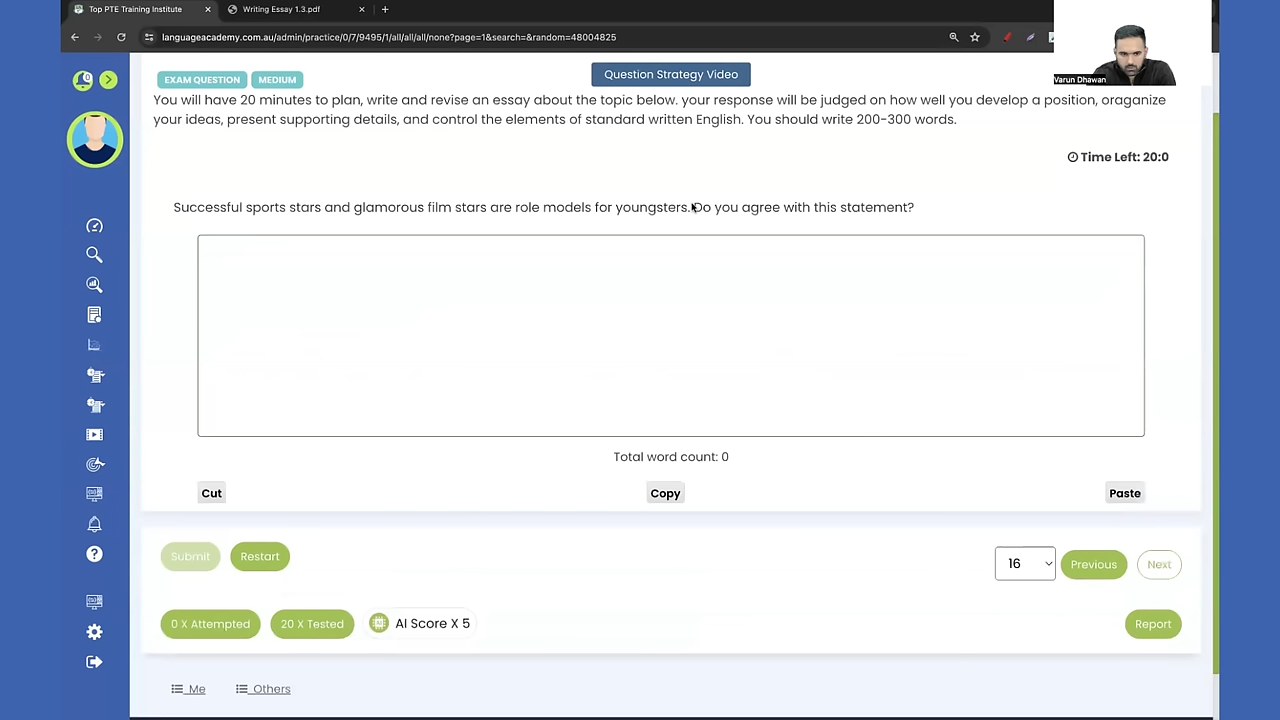 Top PTE Training Institute
Writing Essay 1.3.pdf
languageacademy.com.au/admin/practice/0/7/9495/1/all/all/all/me?page=1&search=&random=48004825
Varun Dhawan
EXAM QUESTION
MEDIUM
Question Strategy Video
You will have 20 minutes to plan, write and revise an essay about the topic below. your response will be judged on how well you develop a position, oraganize
your ideas, present supporting details, and control the elements of standard written English. You should write 200-300 words.
Time Left: 20:0
Successful sports stars and glamorous film stars are role models for youngsters. Do you agree with this statement?
Total word count: 0
Cut
Copy
Paste
Submit
Restart
16
Previous
Next
0 X Attempted
20 X Tested
AI Score X 5
Report
Me
Others